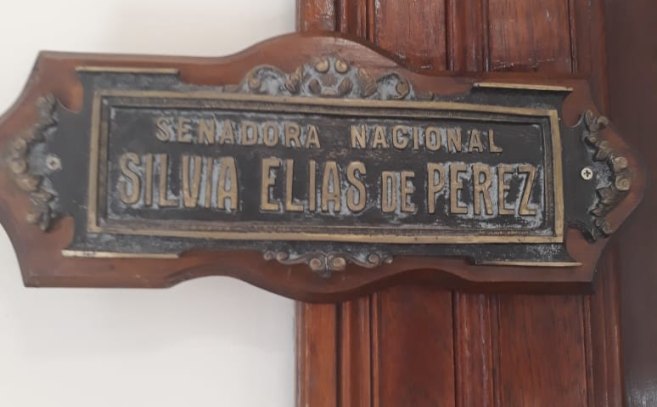 SENADORA NACIONAL
SILVIA ELIAS DE PEREZ